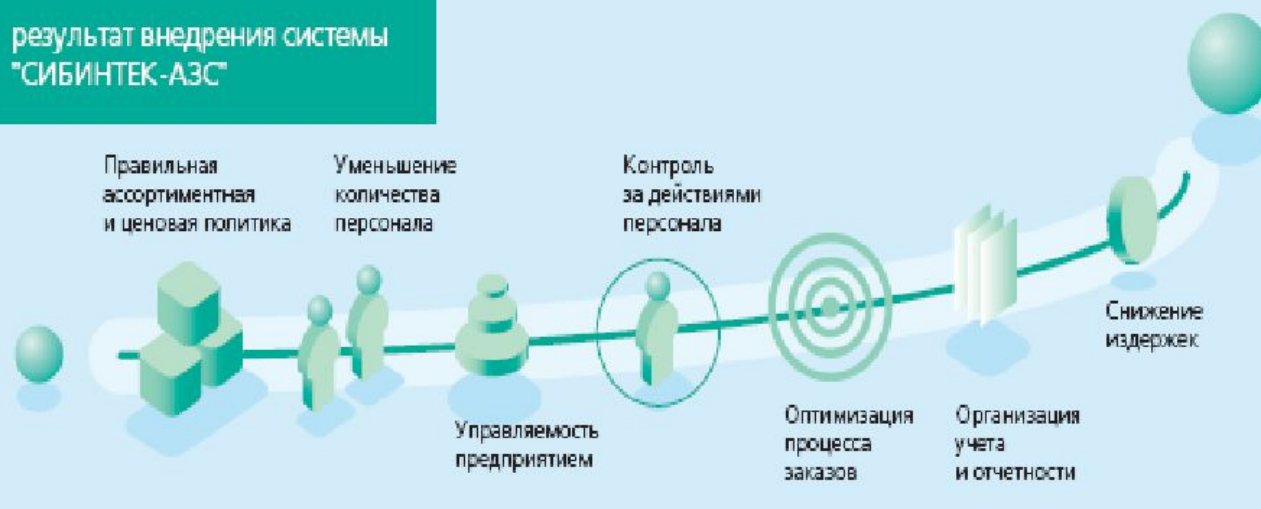 результат внедрения системы
"СИБИНТЕК-АЗС"
Правильная
ассортиментная
и ценовая политика
Уменьшение
количества
персонала
Управляемость
предприятием
Контроль
за действиями
персонала
Оптимизация
процесса
заказов
Организация
учета
и отчетности
Снижение
издержек